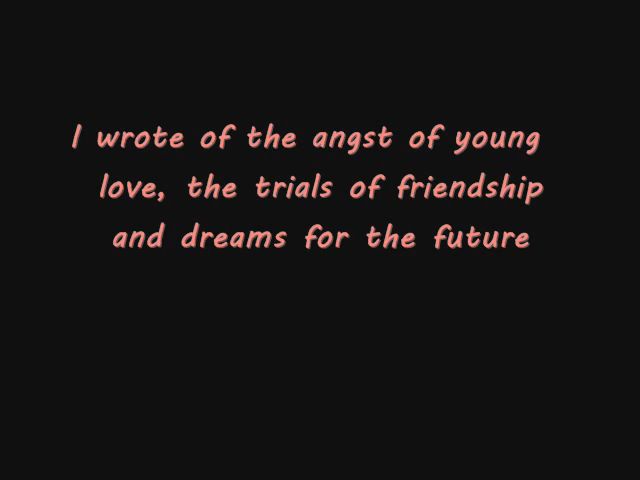 I wrote of the angst of young
love, the trials of friendship
and dreams for the future